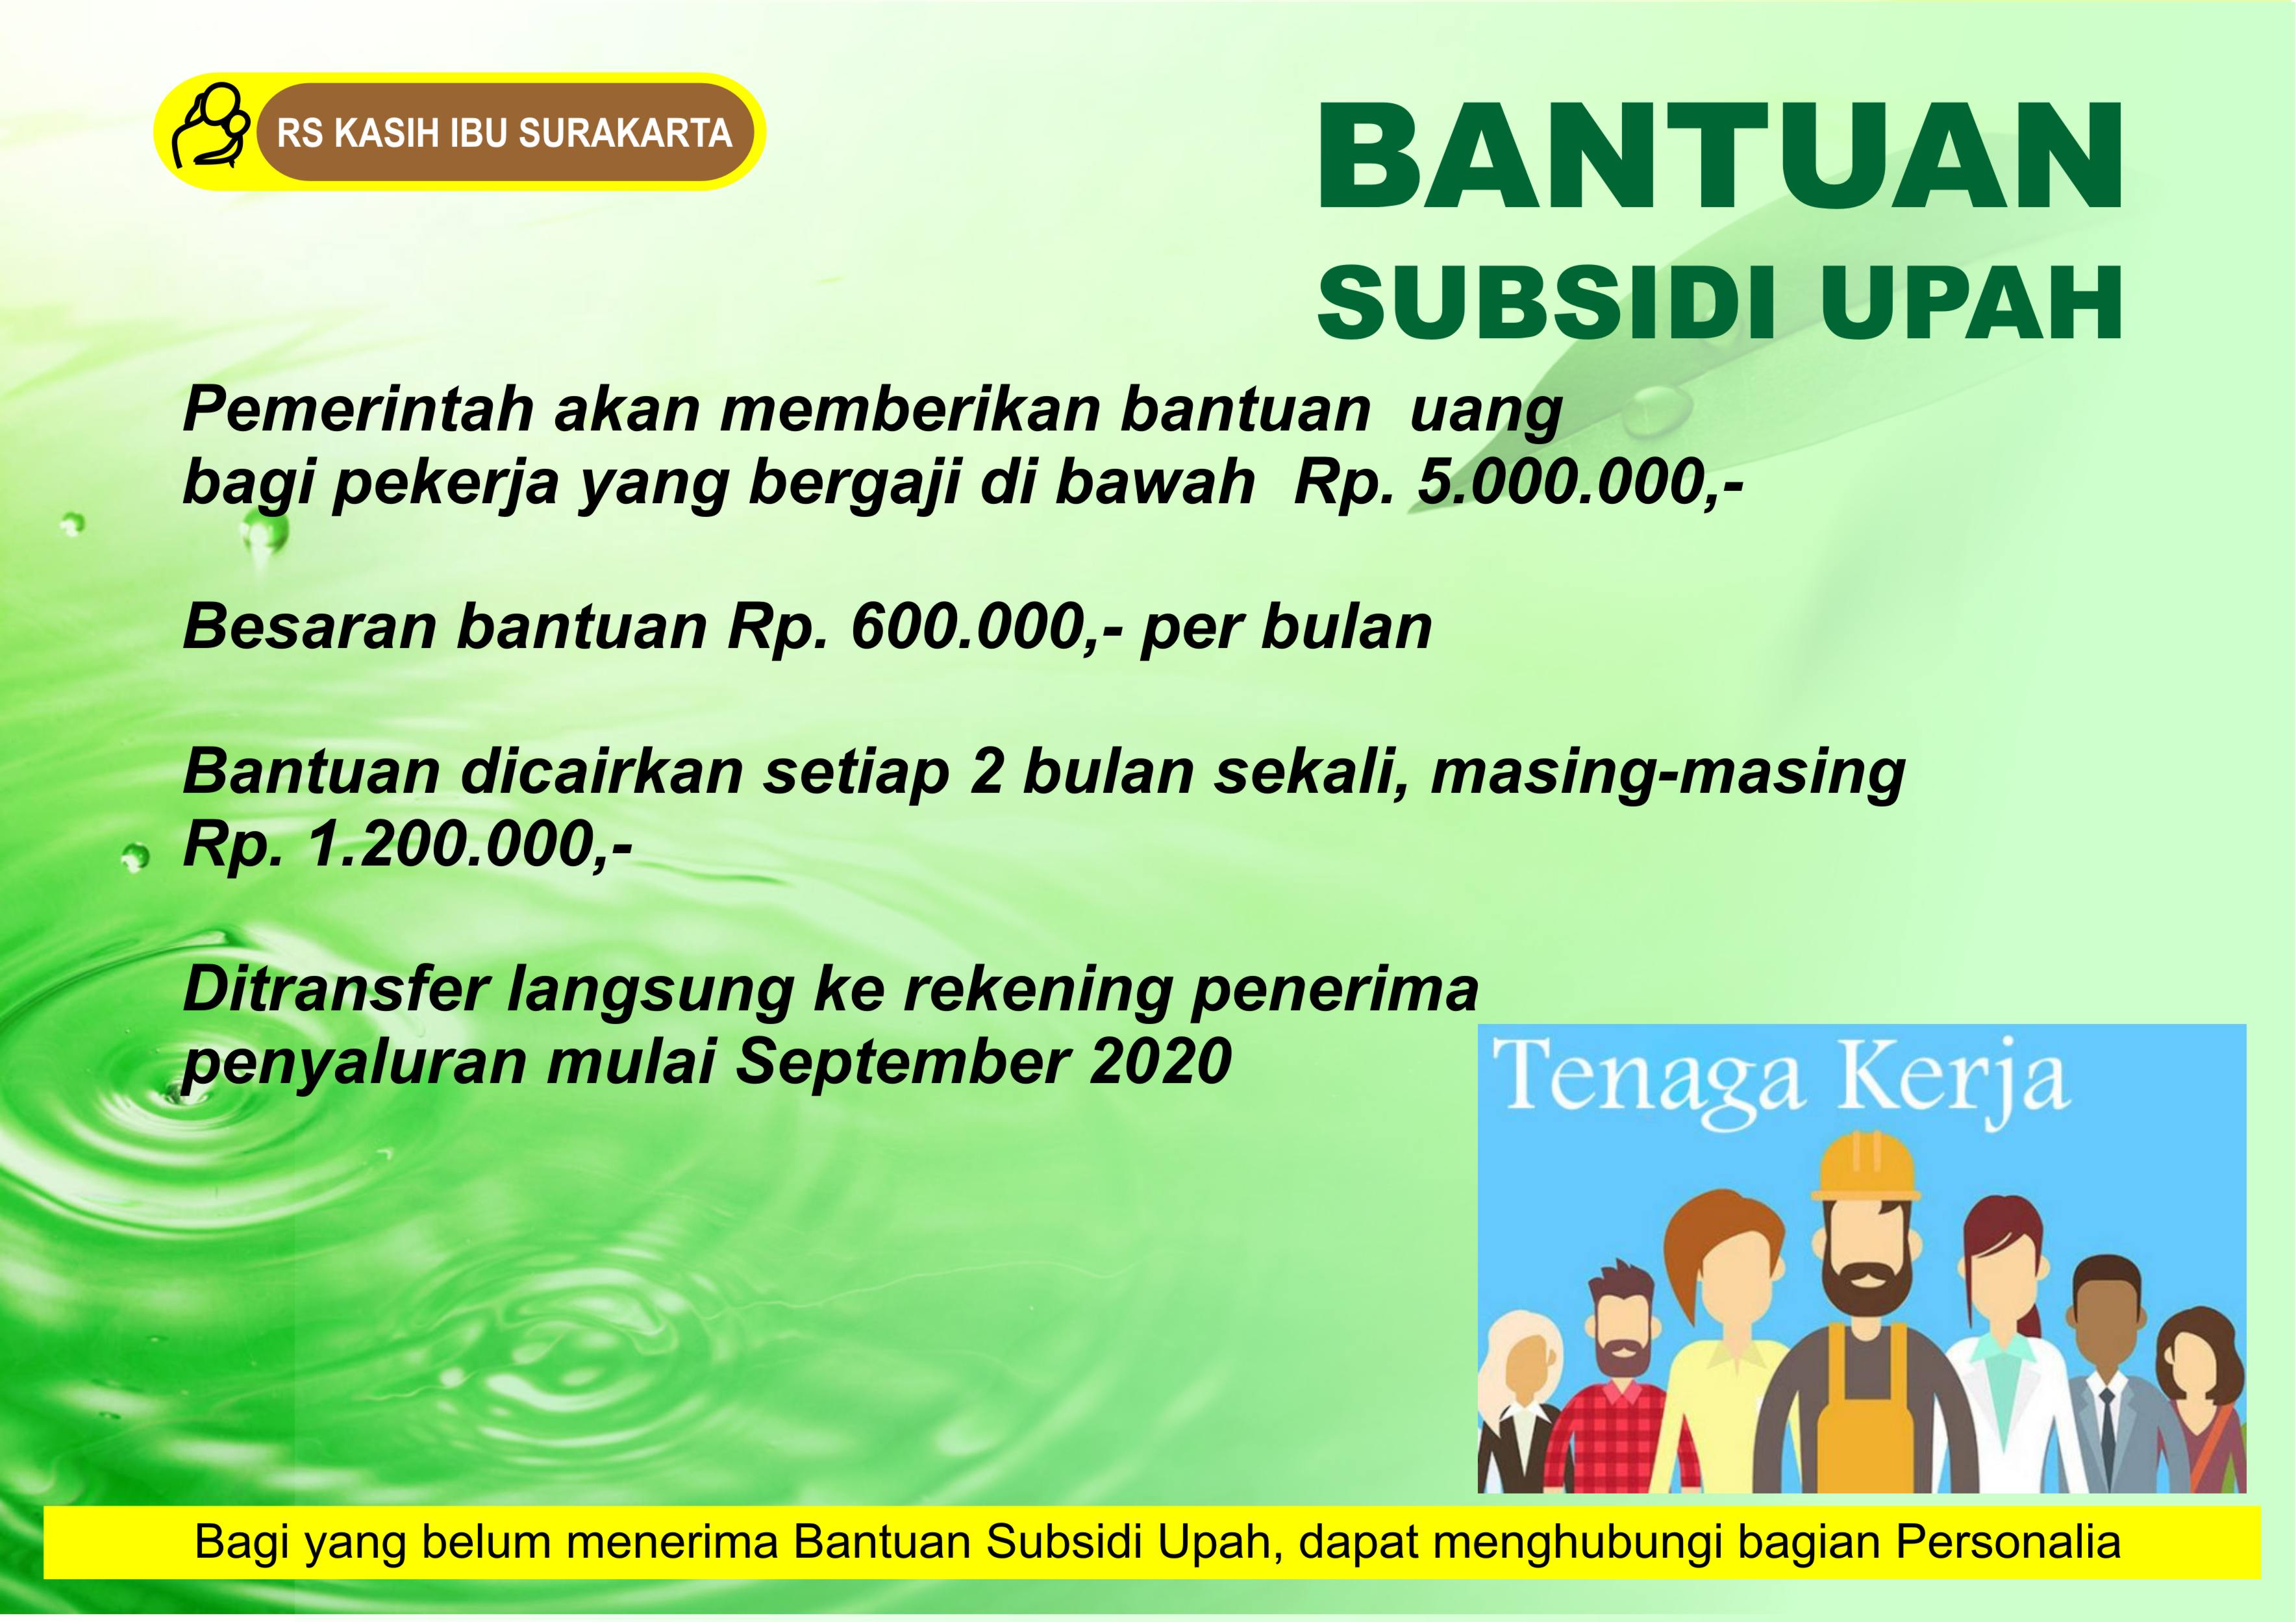 RS KASIH IBU SURAKARTA
BANTUAN
SUBSIDI UPAH
Pemerintah akan memberikan bantuan uang
bagi pekerja yang bergaji di bawah Rp. 5.000.000,-
Besaran bantuan Rp. 600.000,- per bulan
Bantuan dicairkan setiap 2 bulan sekali, masing-masing
Rp. 1.200.000,-
Ditransfer langsung ke rekening penerima
penyaluran mulai September 2020
Tenaga Kerja
Bagi yang belum menerima Bantuan Subsidi Upah, dapat menghubungi bagian Personalia